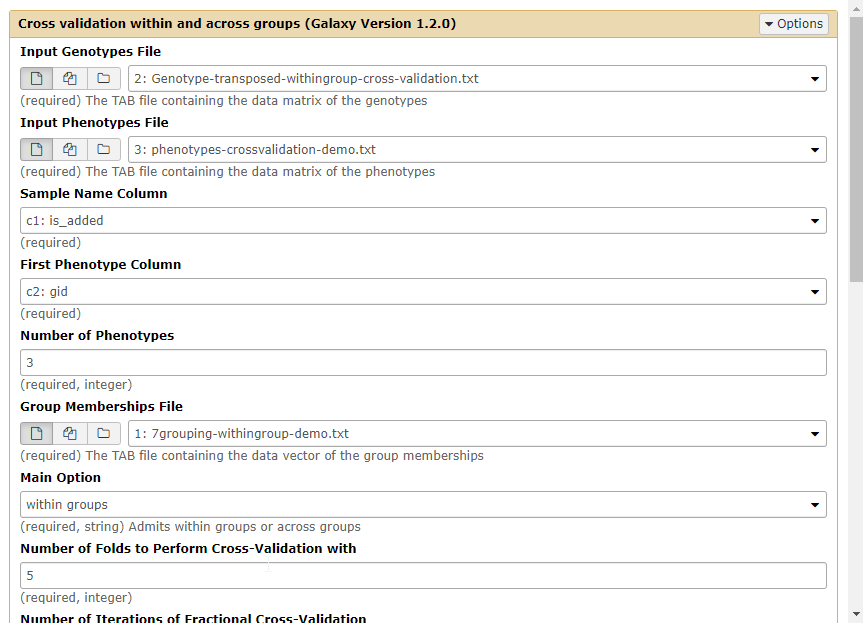 Cross validation within and across groups (Galaxy Version 1.2.0)
Options
Input Genotypes File
2: Genotype-transposed-withingroup-cross-validation.txt
(required) The TAB file containing the data matrix of the genotypes
Input Phenotypes File
3: phenotypes-crossvalidation-demo.txt
(required) The TAB file containing the data matrix of the phenotypes
Sample Name Column
c1: is_added
(required)
First Phenotype Column
c2: gid
(required)
Number of Phenotypes
3
(required, integer)
Group Memberships File
1: 7grouping-withingroup-demo.txt
(required) The TAB file containing the data vector of the group memberships
Main Option
within groups
(required, string) Admits within groups or across groups
Number of Folds to Perform Cross-Validation with
5
(required, integer)
Number of Iterations of Fractional Cross-Validation